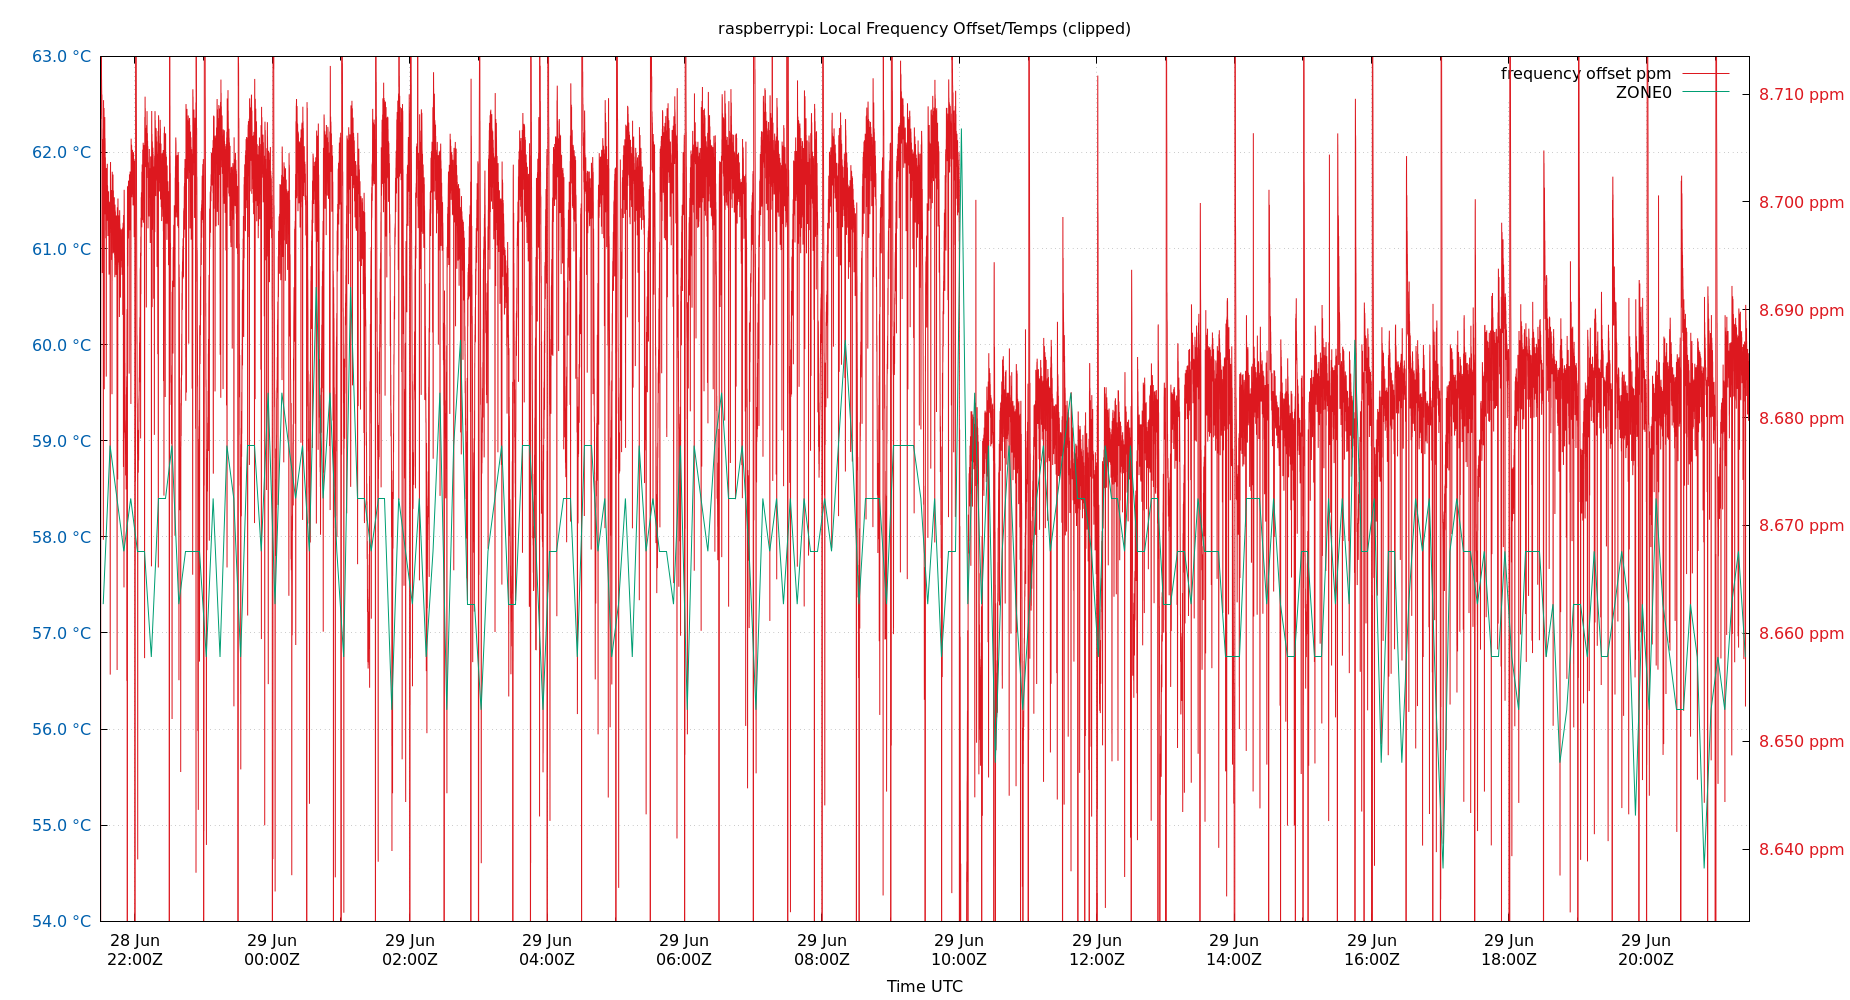 raspberrypi: Local Frequency Offset/Temps (clipped)
63.0 °C
62.0 °C
61.0 °C
60.0 °C
59.0 °C
58.0 °C
57.0 °C
56.0 °C
55.0 °C
54.0 °C
frequency offset ppm
ZONE0
8.710 ppm
8.700 ppm
8.690 ppm
8.680 ppm
8.670 ppm
8.660 ppm
8.650 ppm
8.640 ppm
28 Jun
22:00Z
29 Jun
00:00Z
29 Jun
02:00Z
29 Jun
04:00Z
29 Jun
06:00Z
29 Jun
08:00Z
29 Jun
10:00Z
29 Jun
12:00Z
29 Jun
14:00Z
29 Jun
16:00Z
29 Jun
18:00Z
29 Jun
20:00Z
Time UTC